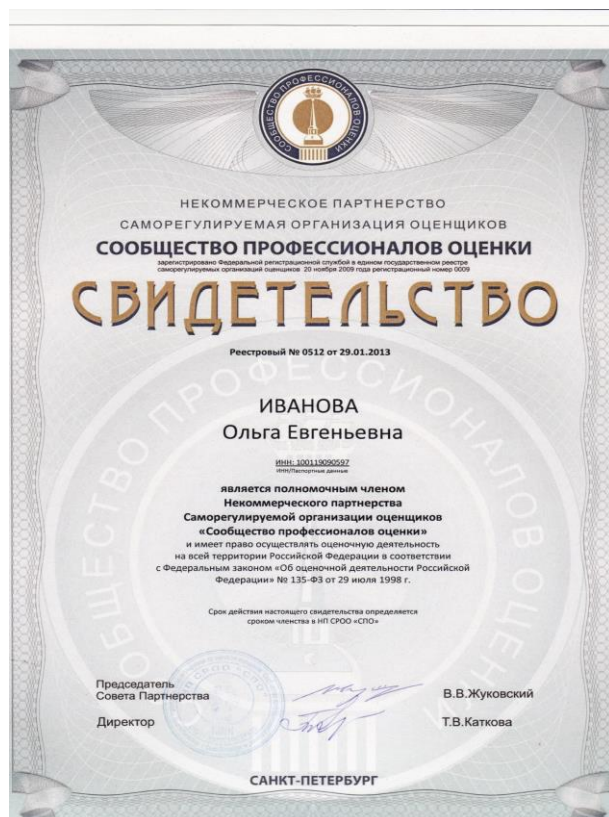 СООБЩЕСТВО ПРОФЕССИОНАЛОВ ОЦЕНКИ
НЕКОММЕРЧЕСКОЕ ПАРТНЕРСТВО
САМОРЕГУЛИРУЕМАЯ ОРГАНИЗАЦИЯ ОЦЕНЩИКОВ
СООБЩЕСТВО ПРОФЕССИОНАЛОВ ОЦЕНКИ
зарегистрировано Федеральной регистрационной службой в едином государственном реестре
саморегулируемых организаций оценщиков 20 ноября 2009 года регистрационный номер 0009
СВИДЕТЕЛЬСТВО
Реестровый № 0512 от 29.01.2013
ИВАНОВА
Ольга Евгеньевна
ИНН: 100119090597
ИНН/Паспортные данные
является полномочным членом
Некоммерческого партнерства
Саморегулируемой организации оценщиков
«Сообщество профессионалов оценки»
и имеет право осуществлять оценочную деятельность
на всей территории Российской Федерации в соответствии
с Федеральным законом «Об оценочной деятельности Российской
Федерации» № 135-ФЗ от 29 июля 1998 г.
Срок действия настоящего свидетельства определяется
сроком членства в НП СРОО «СПО»
Председатель
Совета Партнерства
В.В.Жуковский
Директор
Т.В.Каткова
САНКТ-ПЕТЕРБУРГ